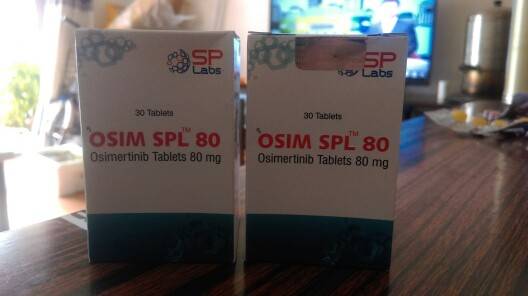 SP
Labs
30 Tablets
OSIM SPL™ 80
Osimertinib Tablets 80 mg
SP
Labs
30 Tablets
OSIM SPL™ 80
Osimertinib Tablets 80 mg